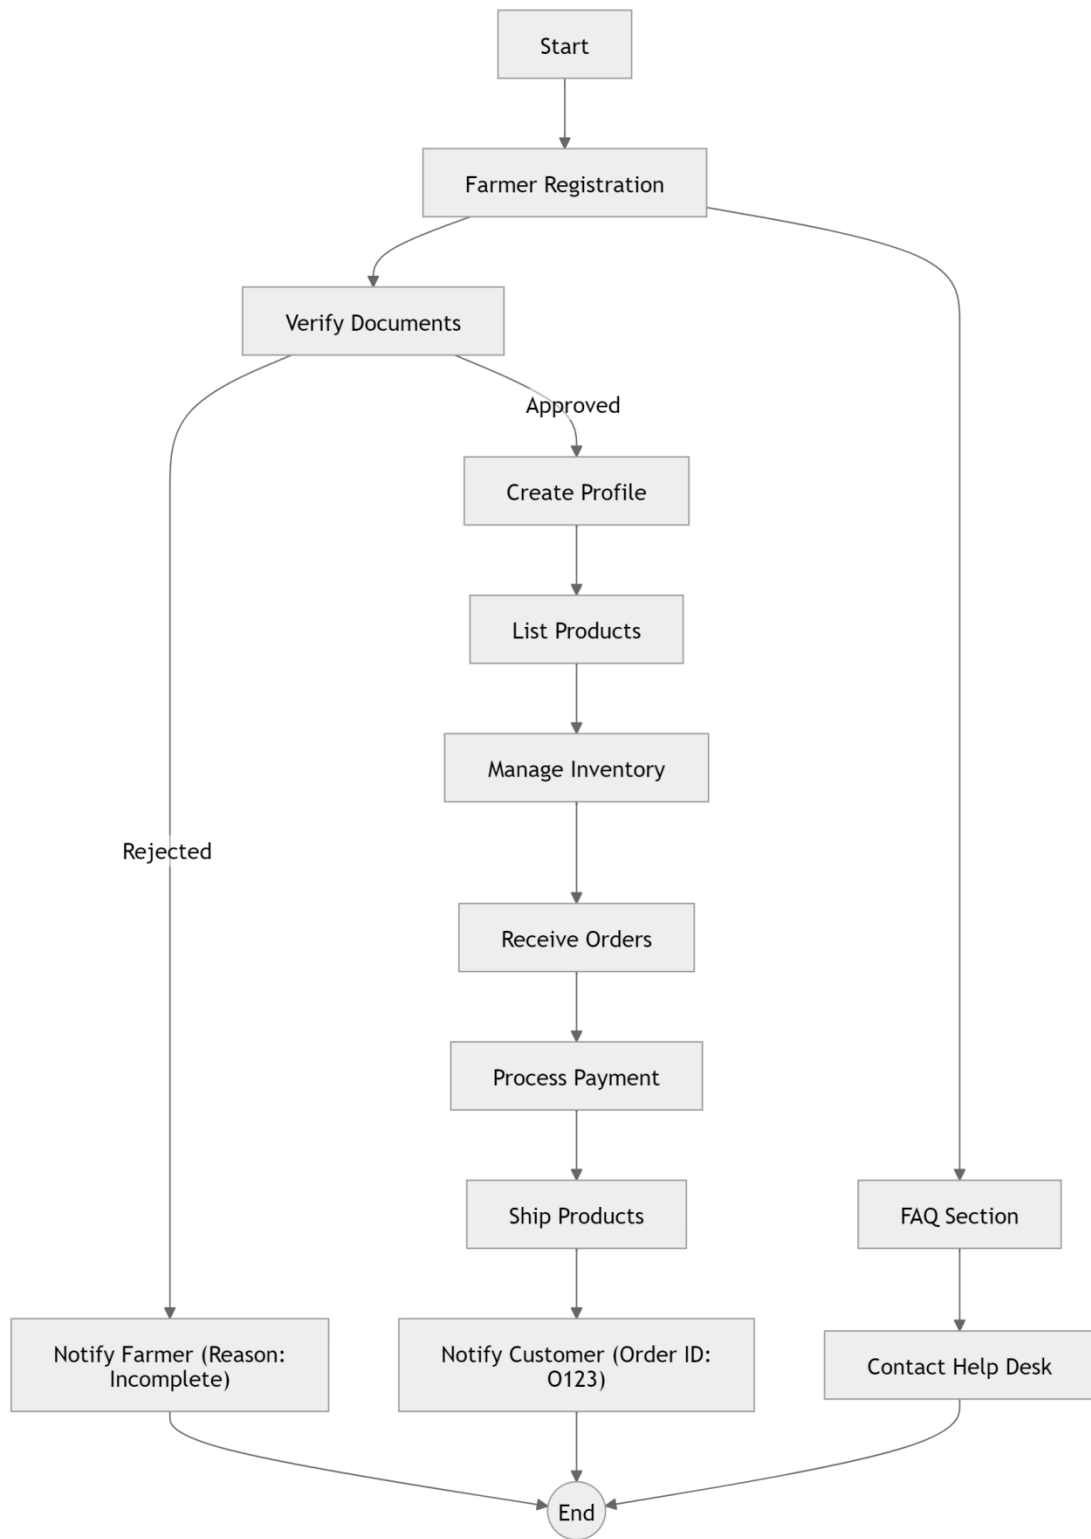 Start
Farmer Registration
Verify Documents
Approved
Create Profile
List Products
Manage Inventory
Rejected
Receive Orders
Process Payment
Ship Products
FAQ Section
Notify Farmer (Reason:
Incomplete)
Notify Customer (Order ID:
O123)
Contact Help Desk
End